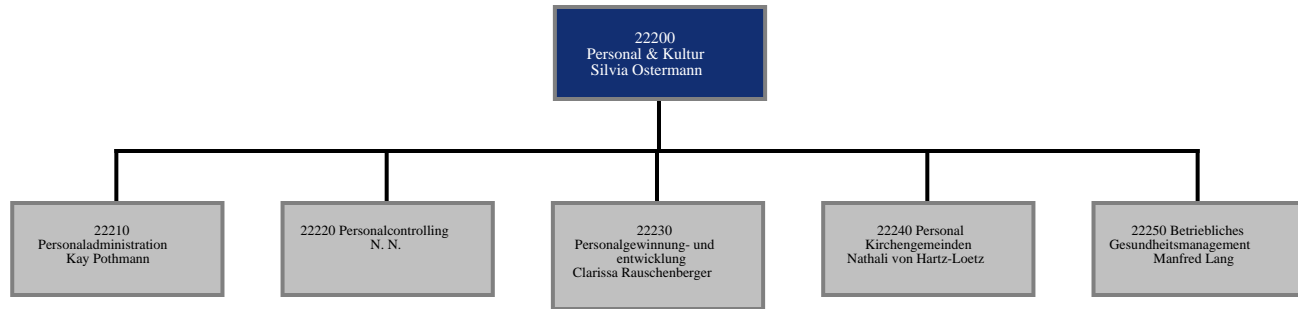 22200
Personal & Kultur
Silvia Ostermann
22210
Personaladministration
Kay Pothmann
22220 Personalcontrolling
N. N.
22230
Personalgewinnung- und
entwicklung
Clarissa Rauschenberger
22240 Personal
Kirchengemeinden
Nathali von Hartz-Loetz
22250 Betriebliches
Gesundheitsmanagement
Manfred Lang